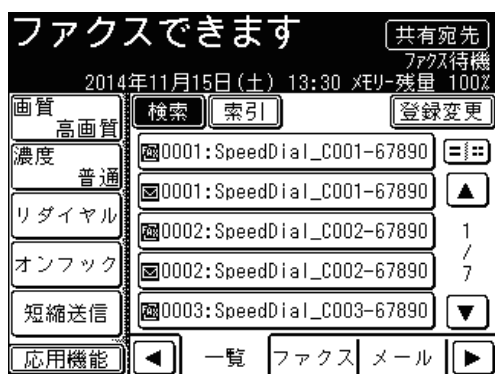 ファクスできます
共有宛先
ファクス待機
2014年11月15日(土) 13:30 メモリー残量 100%
画質
高画質
濃度
普通
リダイヤル
オンフック
短縮送信
応用機能
検索 索引 登録変更
FAX 0001:SpeedDial_C001-67890
0001:SpeedDial_C001-67890
FAX 0002:SpeedDial_C002-67890
0002:SpeedDial_C002-67890
FAX 0003:SpeedDial_C003-67890
1
/
7
一覧 ファクス メール